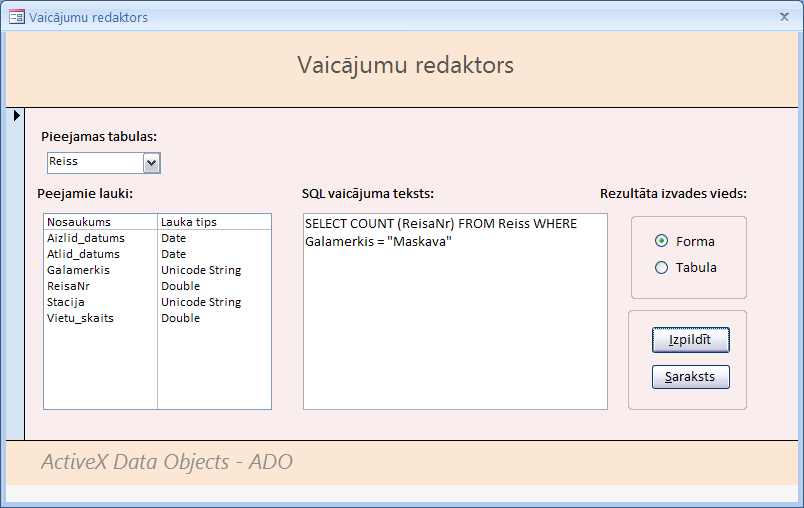 Vaicājumu redaktors
Vaicājumu redaktors
Pieejamas tabulas:
Reiss
Peejamie lauki:
Nosaukums Lauka tips
Aizlid_datums Date
Atlid_datums Date
Galamerkis Unicode String
ReisaNr Double
Stacija Unicode String
Vietu_skaits Double
SQL vaicājuma teksts:
SELECT COUNT (ReisaNr) FROM Reiss WHERE
Galamerkis = "Maskava"
Rezultāta izvades vieds:
Forma
Tabula
Izpildīt
Saraksts
ActiveX Data Objects - ADO